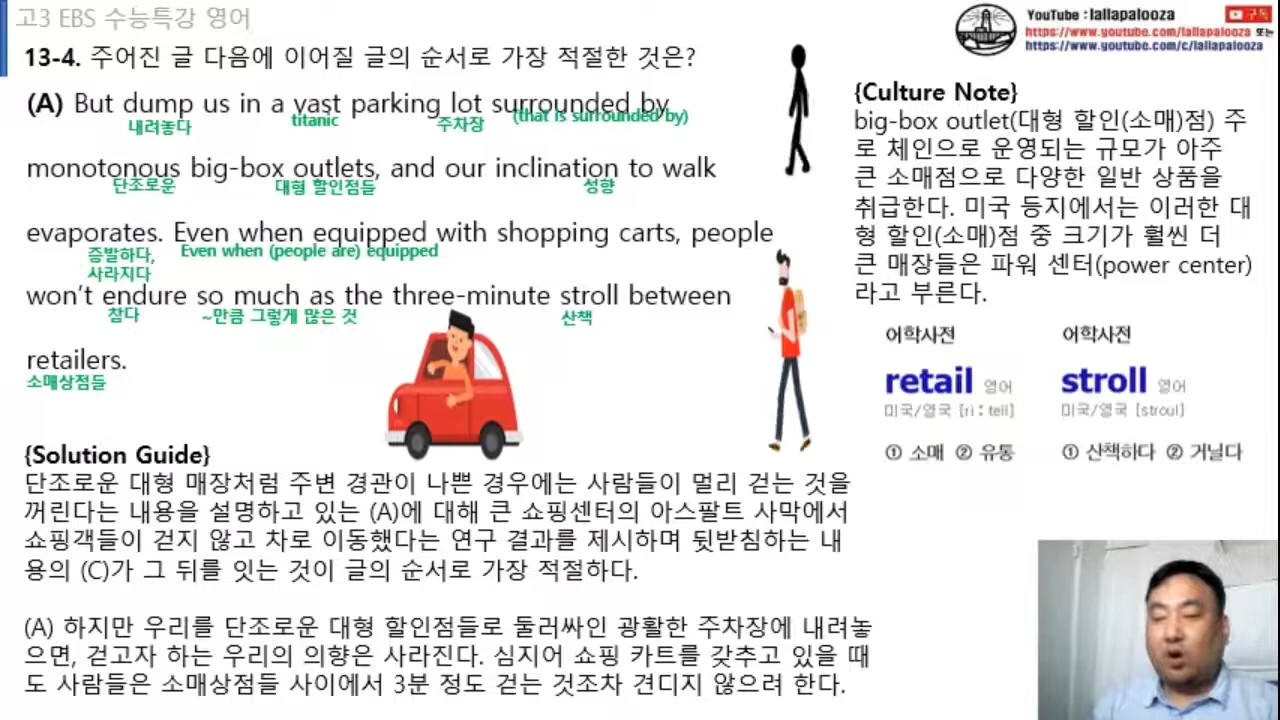 고3 EBS 수능특강 영어
YouTube : lallapalooza
구독
https://www.youtube.com/lallapalooza 또는
https://www.youtube.com/c/lallapalooza
13-4. 주어진 글 다음에 이어질 글의 순서로 가장 적절한 것은?
(A) But dump us in a vast parking lot surrounded by
내려놓다 titanic 주차장 (that is surrounded by)
monotonous big-box outlets, and our inclination to walk
단조로운 대형 할인점들 성향
evaporates. Even when equipped with shopping carts, people
증발하다, Even when (people are) equipped
사라지다
won't endure so much as the three-minute stroll between
참다 ~만큼 그렇게 많은 것 산책
retailers.
소매상점들
{Solution Guide}
단조로운 대형 매장처럼 주변 경관이 나쁜 경우에는 사람들이 멀리 걷는 것을
꺼린다는 내용을 설명하고 있는 (A)에 대해 큰 쇼핑센터의 아스팔트 사막에서
쇼핑객들이 걷지 않고 차로 이동했다는 연구 결과를 제시하며 뒷받침하는 내
용의 (C)가 그 뒤를 잇는 것이 글의 순서로 가장 적절하다.
(A) 하지만 우리를 단조로운 대형 할인점들로 둘러싸인 광활한 주차장에 내려놓
으면, 걷고자 하는 우리의 의향은 사라진다. 심지어 쇼핑 카트를 갖추고 있을 때
도 사람들은 소매상점들 사이에서 3분 정도 걷는 것조차 견디지 않으려 한다.
{Culture Note}
big-box outlet(대형 할인(소매)점) 주
로 체인으로 운영되는 규모가 아주
큰 소매점으로 다양한 일반 상품을
취급한다. 미국 등지에서는 이러한 대
형 할인(소매)점 중 크기가 훨씬 더
큰 매장들은 파워 센터(power center)
라고 부른다.
어학사전 어학사전
retail 영어 stroll 영어
미국/영국 [riːteil] 미국/영국 [stroul]
① 소매 ② 유통 ① 산책하다 ② 거닐다